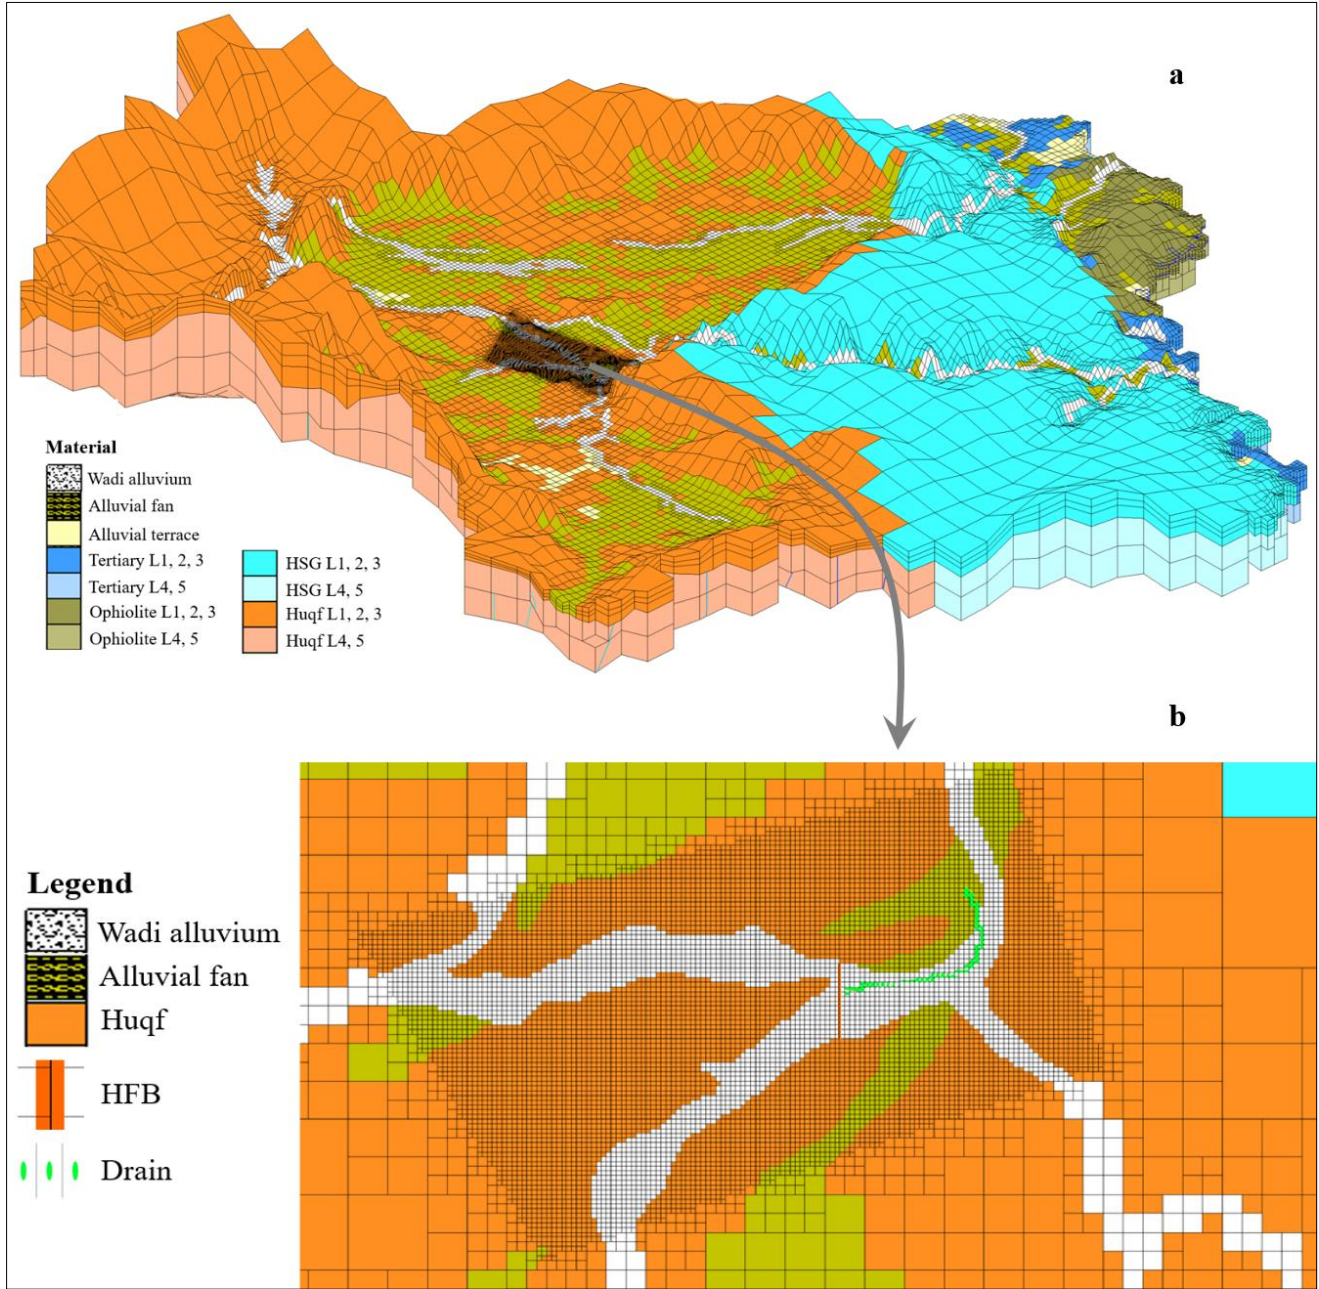 a
Material
Wadi alluvium
Alluvial fan
Alluvial terrace
Tertiary L1, 2, 3
Tertiary L4, 5
Ophiolite L1, 2, 3
Ophiolite L4, 5
HSG L1, 2, 3
HSG L4, 5
Huqf L1, 2, 3
Huqf L4, 5
b
Legend
Wadi alluvium
Alluvial fan
Huqf
HFB
Drain